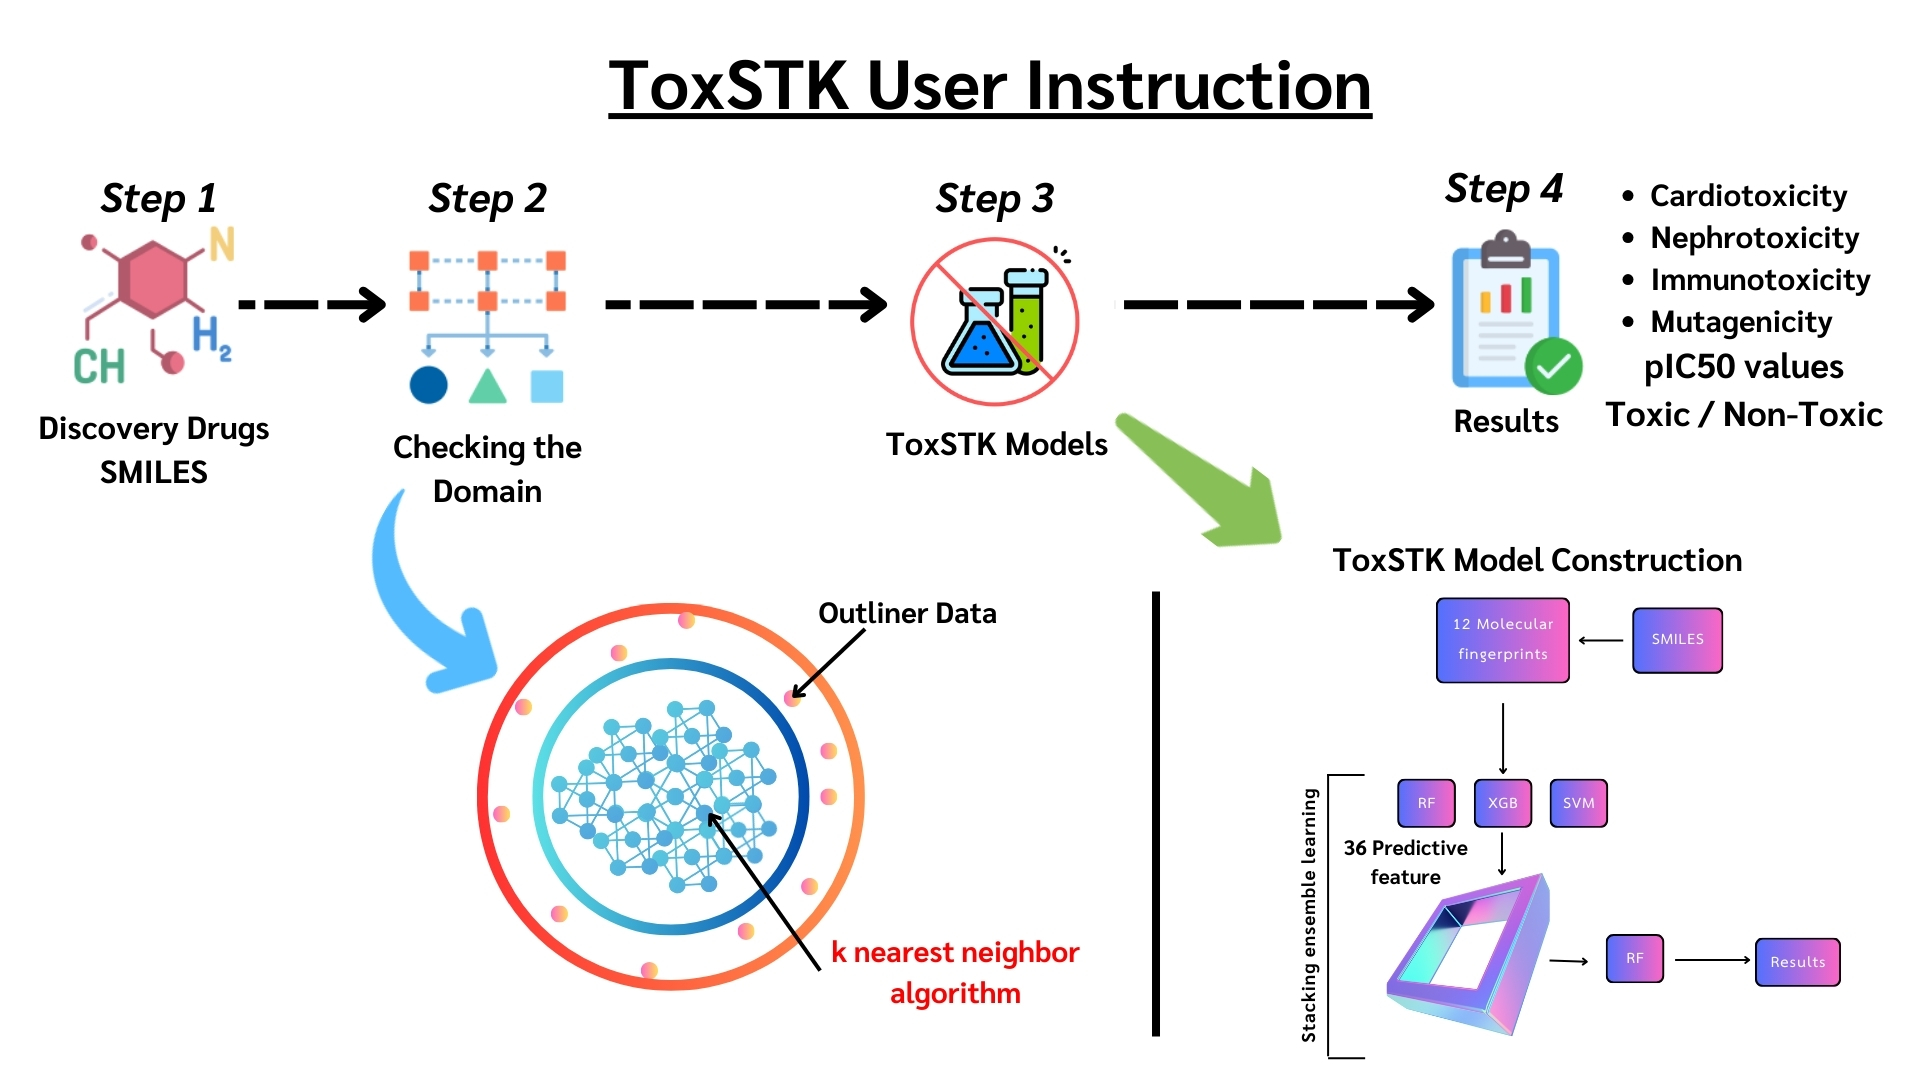 ToxSTK User Instruction
Step 1
N
H2
CH
Discovery Drugs
SMILES
Step 2
Checking the
Domain
Step 3
ToxSTK Models
Step 4
Results
• Cardiotoxicity
• Nephrotoxicity
• Immunotoxicity
• Mutagenicity
pIC50 values
Toxic / Non-Toxic
Outliner Data
k nearest neighbor
algorithm
ToxSTK Model Construction
12 Molecular
fingerprints
SMILES
RF
XGB
SVM
36 Predictive
feature
Stacking ensemble learning
RF
Results